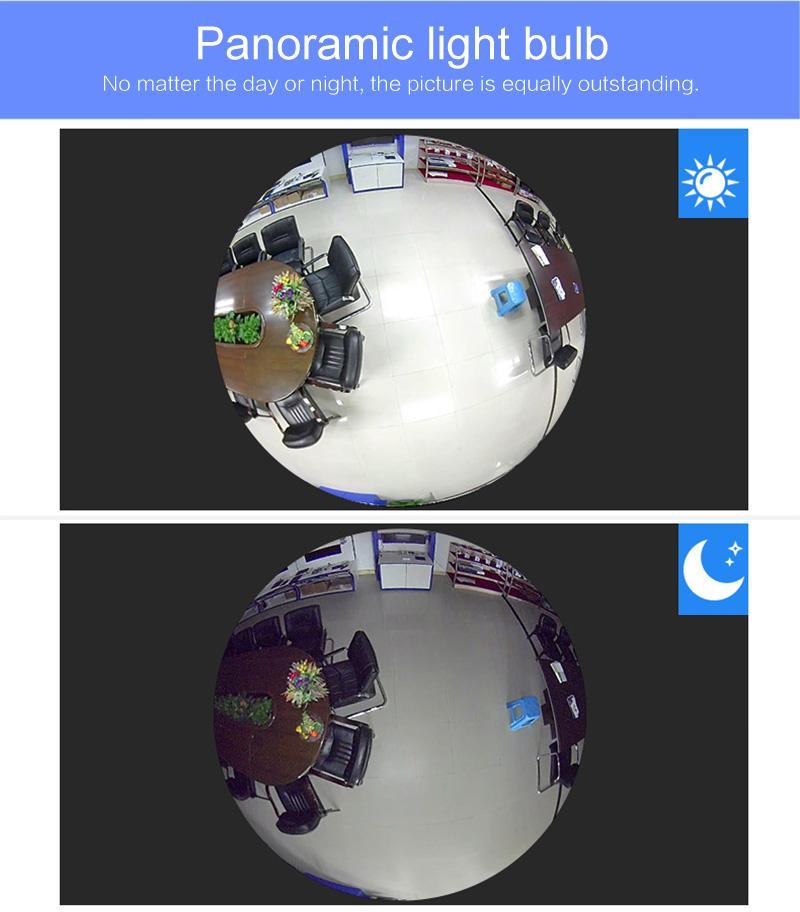 Panoramic light bulb
No matter the day or night, the picture is equally outstanding.